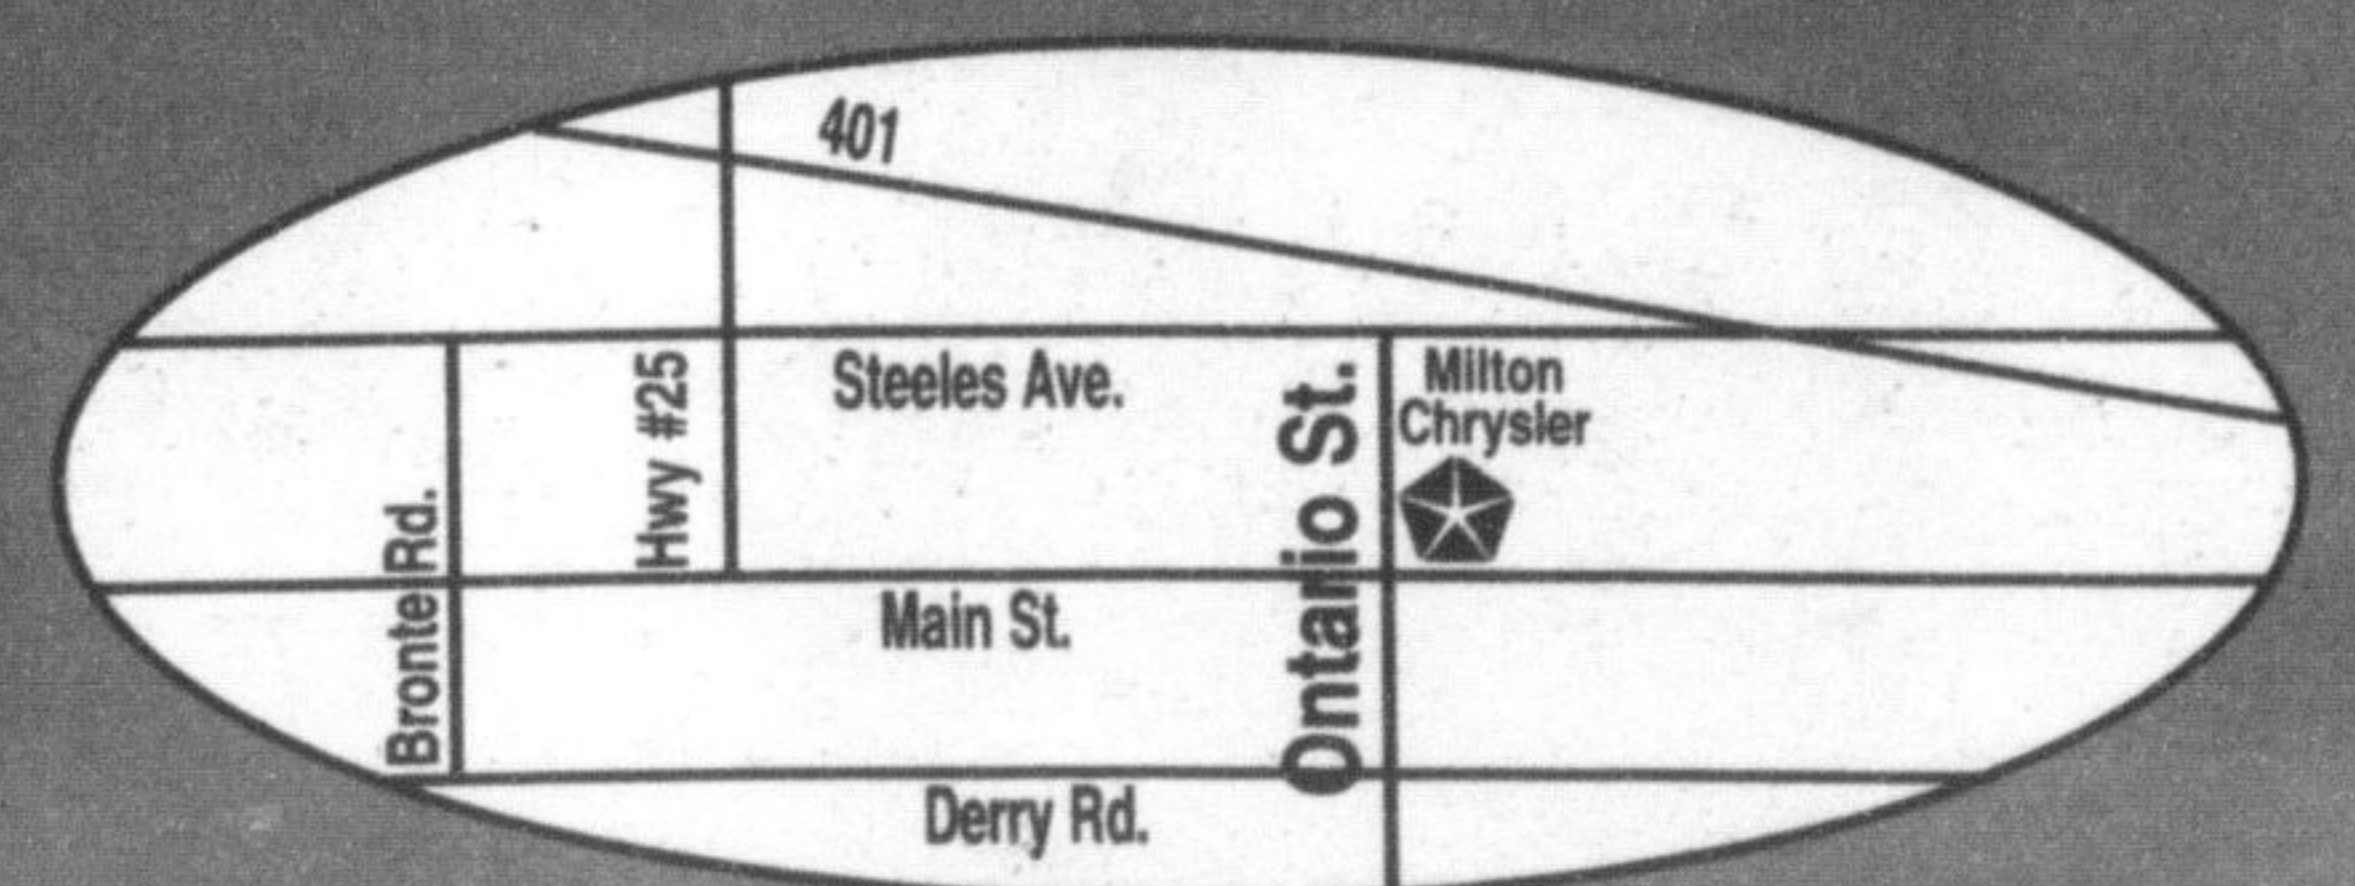 401
Steeles Ave.
Hwy #25
Bronte Rd.
Ontario St.
Milton
Chrysler
Main St.
Derry Rd.